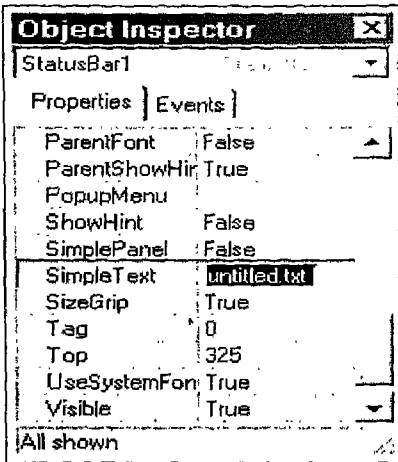 Object Inspector
StatusBar1
Properties Events
ParentFont False
ParentShowHin True
PopupMenu
ShowHint False
SimplePanel False
SimpleText untitled.txt
SizeGrip True
Tag 0
Top 325
UseSystemFon True
Visible True
All shown